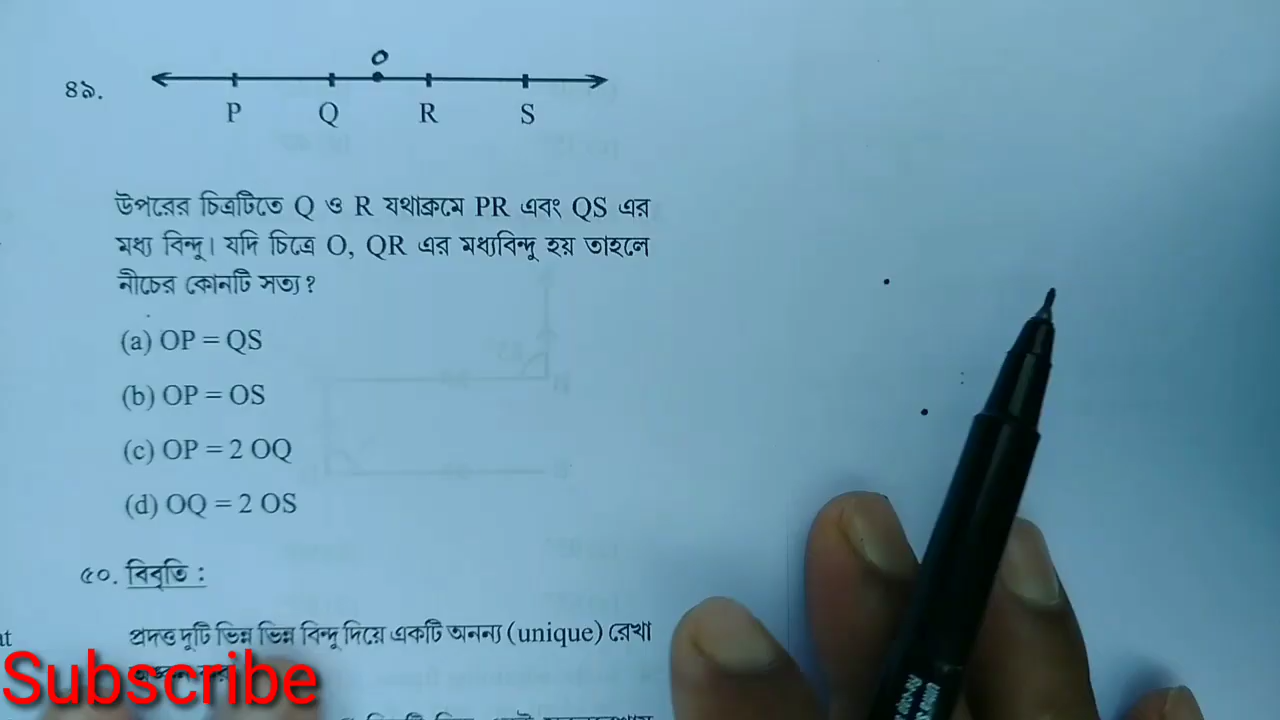 O
৪৯.
P Q R S
উপরের চিত্রটিতে Q ও R যথাক্রমে PR এবং QS এর
মধ্য বিন্দু। যদি চিত্রে O, QR এর মধ্যবিন্দু হয় তাহলে
নীচের কোনটি সত্য?
(a) OP = QS
(b) OP = OS
(c) OP = 2 OQ
(d) OQ = 2 OS
৫০. বিবৃতি :
প্রদত্ত দুটি ভিন্ন ভিন্ন বিন্দু দিয়ে একটি অনন্য (unique) রেখা
Subscribe